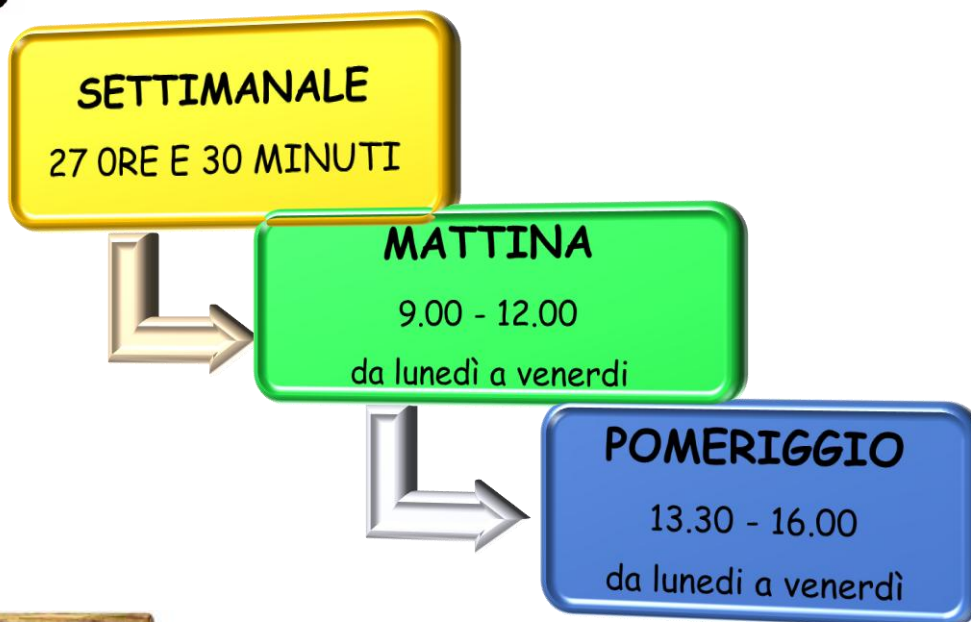 SETTIMANALE
27 0RE E 30 MINUTI
MATTINA
9.00 - 12.00
da lunedì a venerdi
POMERIGGIO
13.30 - 16.00
da lunedi a venerdì